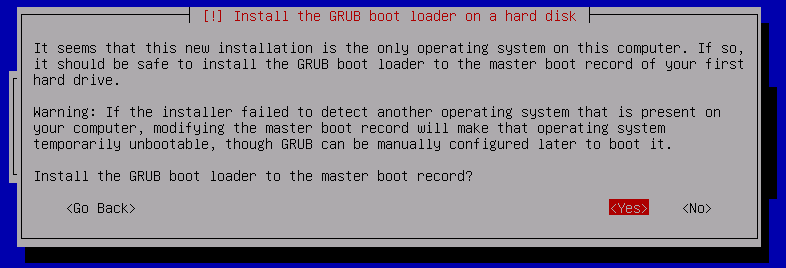 [!] Install the GRUB boot loader on a hard disk
It seems that this new installation is the only operating system on this computer. If so,
it should be safe to install the GRUB boot loader to the master boot record of your first
hard drive.
Warning: If the installer failed to detect another operating system that is present on
your computer, modifying the master boot record will make that operating system
temporarily unbootable, though GRUB can be manually configured later to boot it.
Install the GRUB boot loader to the master boot record?
<Go Back> <Yes> <No>